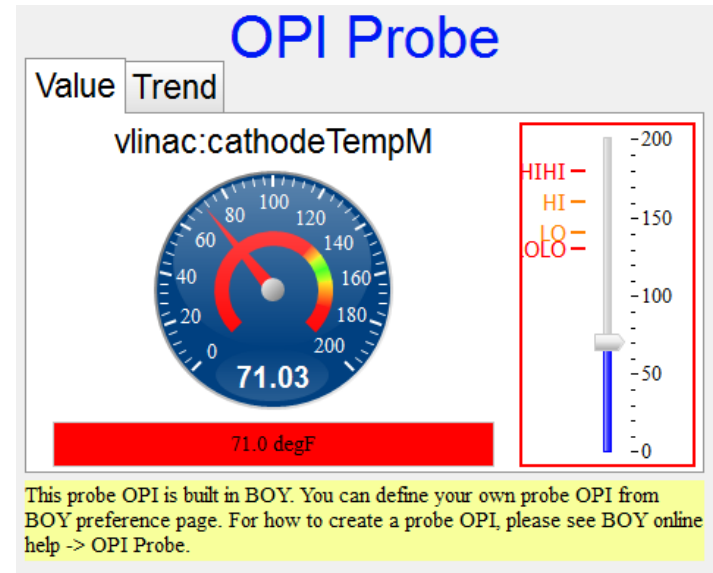 OPI Probe
Value
Trend
vlinac:cathodeTempM
0
20
40
60
80
100
120
140
160
180
200
71.03
71.0 degF
HIHI
HI
LO
LOLO
200
150
100
50
0
This probe OPI is built in BOY. You can define your own probe OPI from
BOY preference page. For how to create a probe OPI, please see BOY online
help -> OPI Probe.